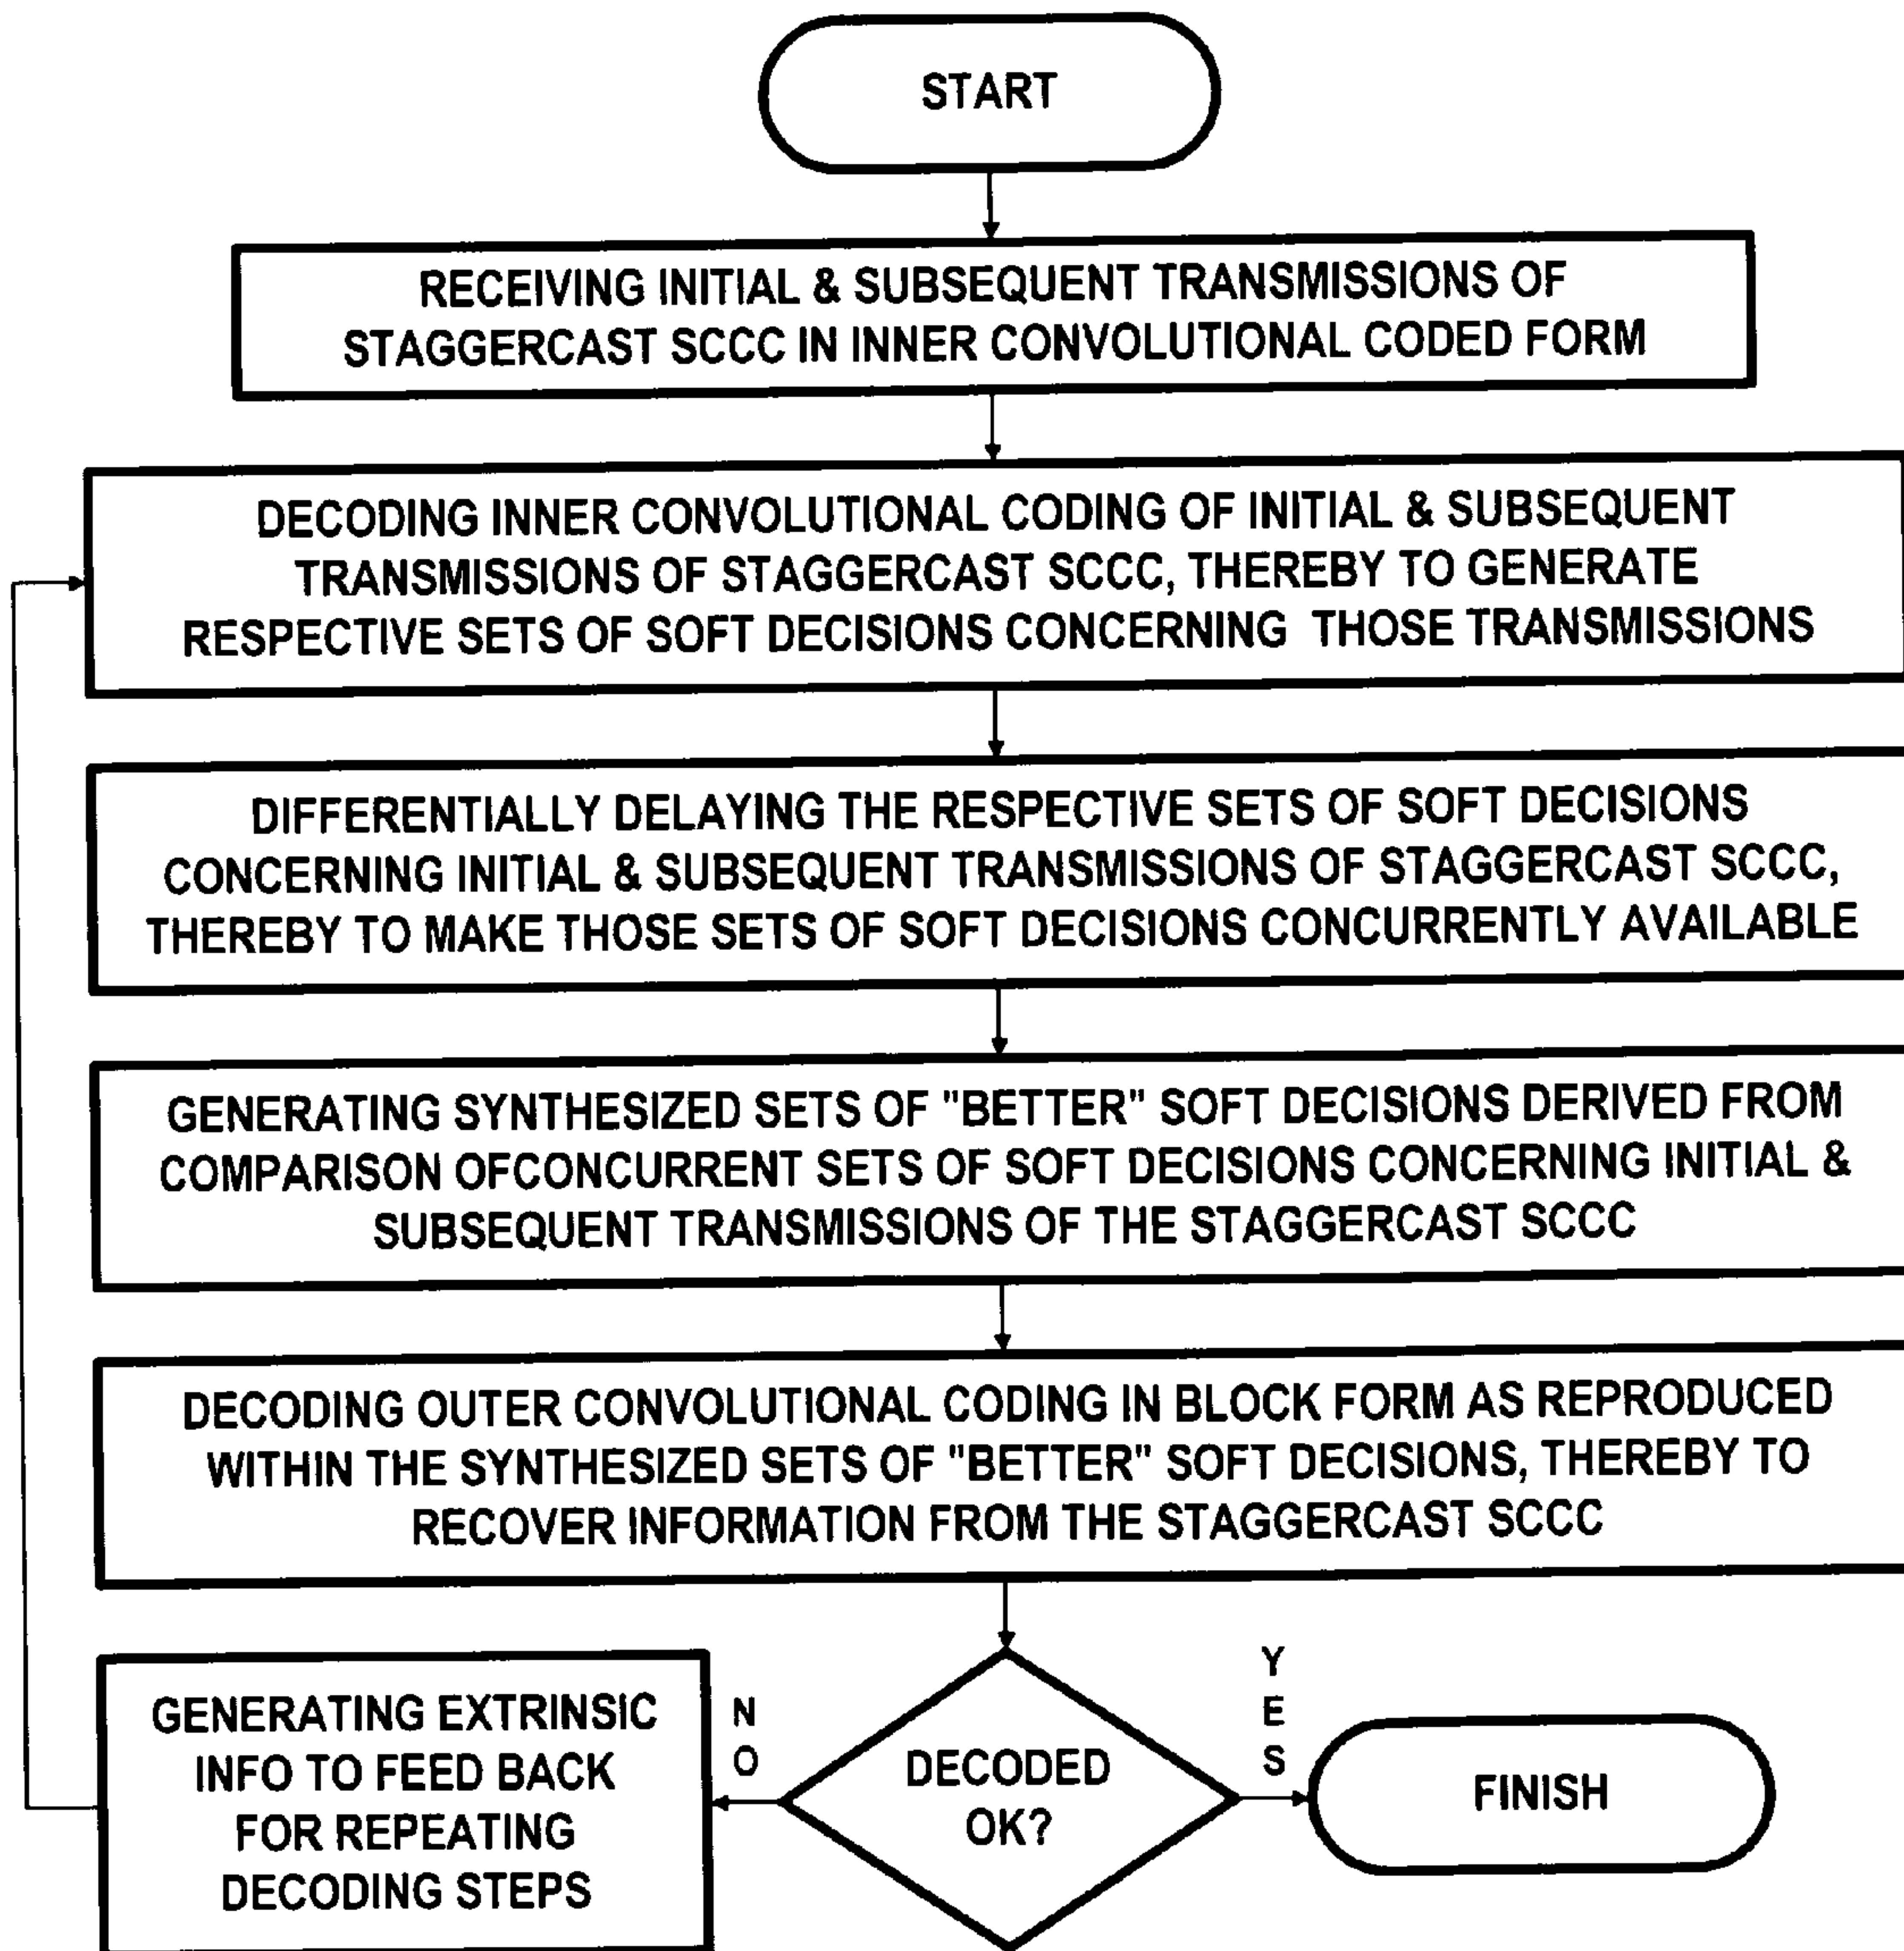 START
RECEIVING INITIAL & SUBSEQUENT TRANSMISSIONS OF
STAGGERCAST SCCC IN INNER CONVOLUTIONAL CODED FORM
DECODING INNER CONVOLUTIONAL CODING OF INITIAL & SUBSEQUENT
TRANSMISSIONS OF STAGGERCAST SCCC, THEREBY TO GENERATE
RESPECTIVE SETS OF SOFT DECISIONS CONCERNING THOSE TRANSMISSIONS
DIFFERENTIALLY DELAYING THE RESPECTIVE SETS OF SOFT DECISIONS
CONCERNING INITIAL & SUBSEQUENT TRANSMISSIONS OF STAGGERCAST SCCC,
THEREBY TO MAKE THOSE SETS OF SOFT DECISIONS CONCURRENTLY AVAILABLE
GENERATING SYNTHESIZED SETS OF "BETTER" SOFT DECISIONS DERIVED FROM
COMPARISON OFCONCURRENT SETS OF SOFT DECISIONS CONCERNING INITIAL &
SUBSEQUENT TRANSMISSIONS OF THE STAGGERCAST SCCC
DECODING OUTER CONVOLUTIONAL CODING IN BLOCK FORM AS REPRODUCED
WITHIN THE SYNTHESIZED SETS OF "BETTER" SOFT DECISIONS, THEREBY TO
RECOVER INFORMATION FROM THE STAGGERCAST SCCC
GENERATING EXTRINSIC
INFO TO FEED BACK
FOR REPEATING
DECODING STEPS
NO
DECODED
OK?
YES
FINISH